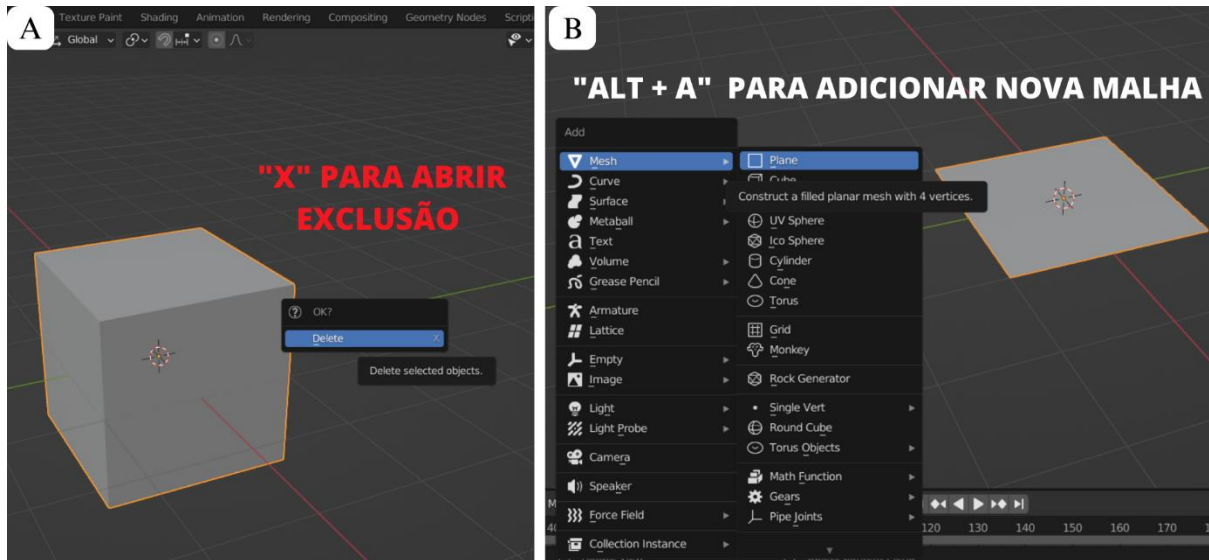 A
Texture Paint Shading Animation Rendering Compositing Geometry Nodes Scripti
Global
"X" PARA ABRIR
EXCLUSÃO
OK?
Delete X
Delete selected objects.
B
"ALT + A" PARA ADICIONAR NOVA MALHA
Add
Mesh
Curve
Surface
Metaball
Text
Volume
Grease Pencil
Armature
Lattice
Empty
Image
Light
Light Probe
Camera
Speaker
Force Field
Collection Instance
Plane
Cube
Construct a filled planar mesh with 4 vertices.
UV Sphere
Ico Sphere
Cylinder
Cone
Torus
Grid
Monkey
Rock Generator
Single Vert
Round Cube
Torus Objects
Math Function
Gears
Pipe Joints
M
40
120 130 140 150 160 170